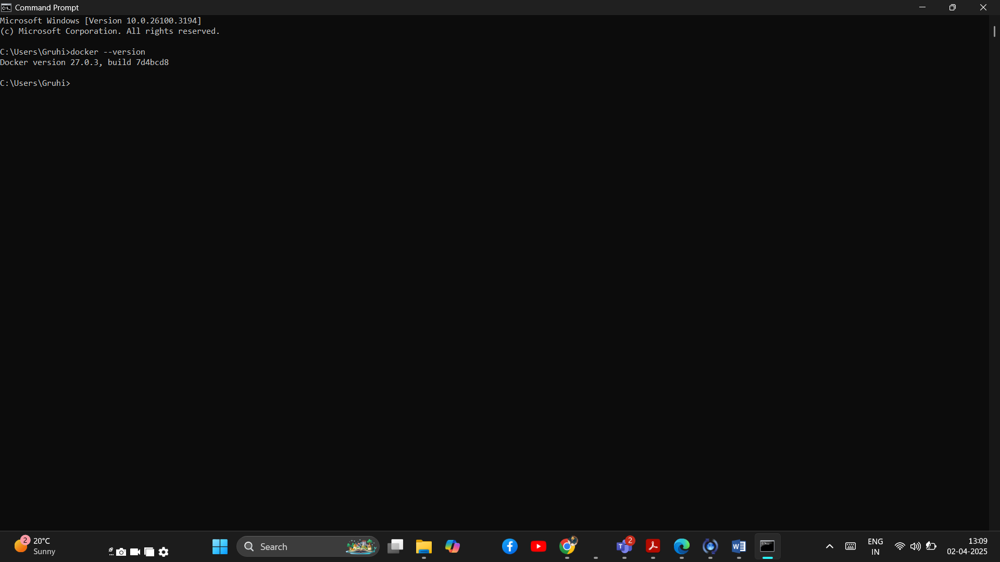 Command Prompt
Microsoft Windows [Version 10.0.26100.3194]
(c) Microsoft Corporation. All rights reserved.
C:\Users\Gruhi>docker --version
Docker version 27.0.3, build 7d4bcd8
C:\Users\Gruhi>
2
20°C
Sunny
Search
2
ENG
IN
13:09
02-04-2025